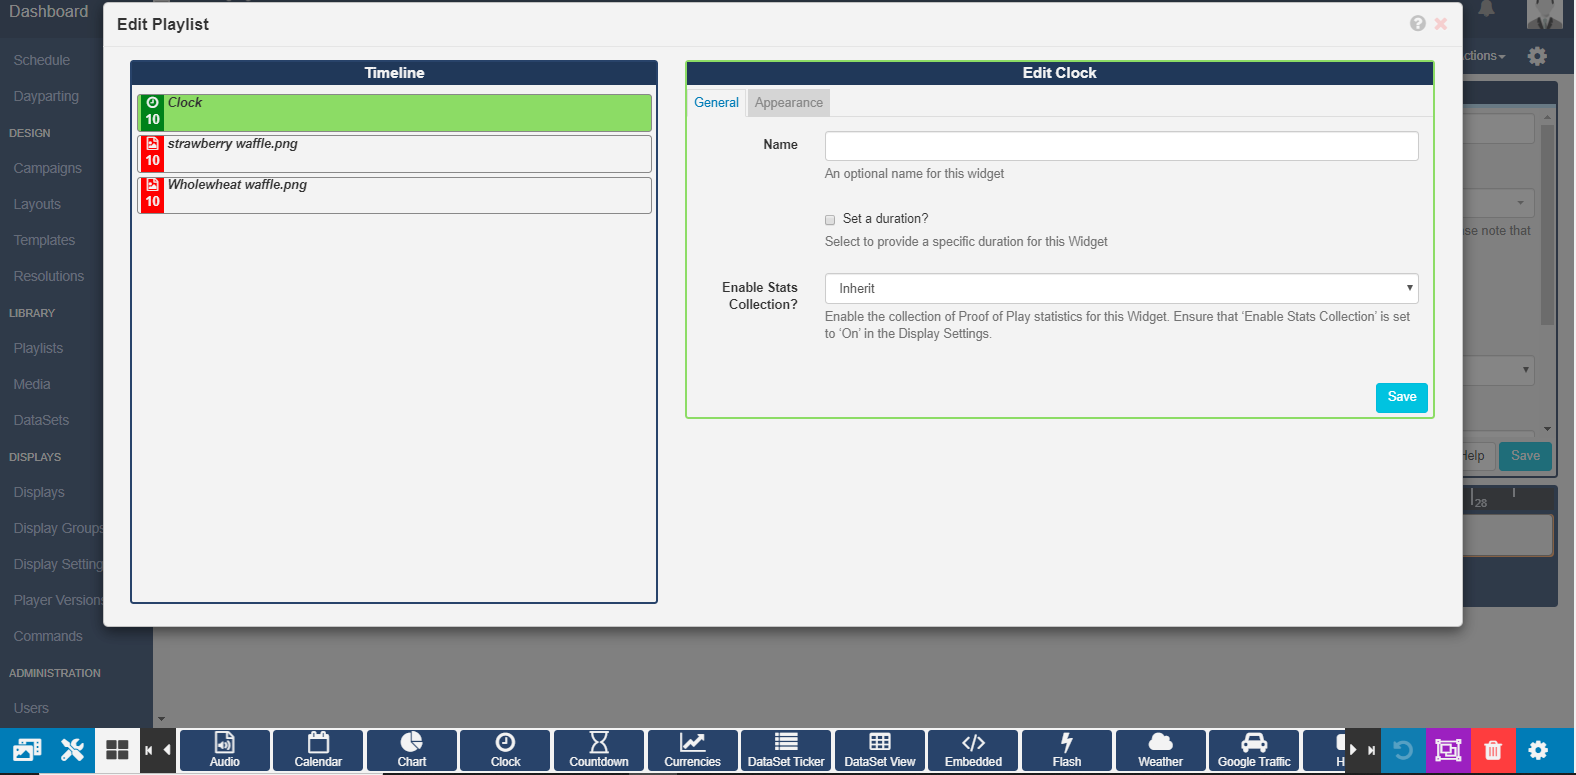 Dashboard
Schedule
Dayparting
DESIGN
Campaigns
Layouts
Templates
Resolutions
LIBRARY
Playlists
Media
DataSets
DISPLAYS
Displays
Display Groups
Display Setting
Player Versions
Commands
ADMINISTRATION
Users
Edit Playlist
Timeline
Clock
10
strawberry waffle.png
10
Wholewheat waffle.png
10
Edit Clock
General
Appearance
Name
An optional name for this widget
Set a duration?
Select to provide a specific duration for this Widget
Enable Stats
Collection?
Inherit
Enable the collection of Proof of Play statistics for this Widget. Ensure that ‘Enable Stats Collection’ is set
to ‘On’ in the Display Settings.
Save
ctions
se note that
Help
Save
28
Audio
Calendar
Chart
Clock
Countdown
Currencies
DataSet Ticker
DataSet View
Embedded
Flash
Weather
Google Traffic
H